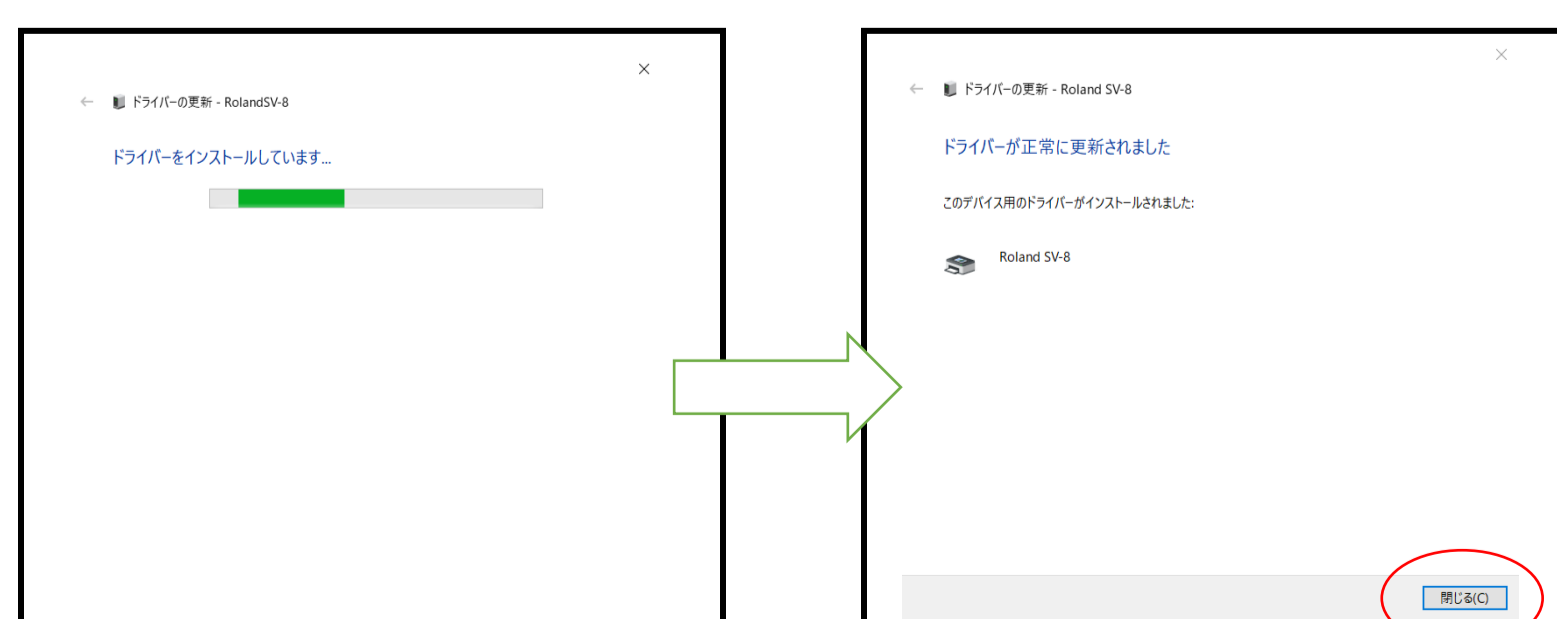 ドライバーの更新 - RolandSV-8
ドライバーをインストールしています...
ドライバーの更新 - Roland SV-8
ドライバーが正常に更新されました
このデバイス用のドライバーがインストールされました:
Roland SV-8
閉じる(C)